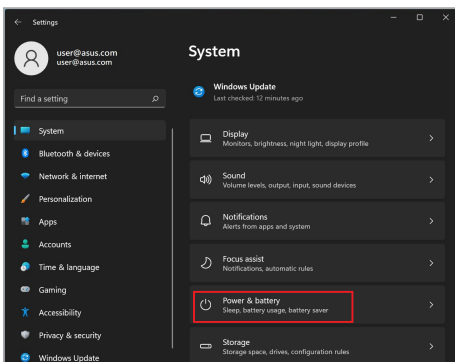 Settings
user@asus.com
user@asus.com
Find a setting
System
Bluetooth & devices
Network & internet
Personalization
Apps
Accounts
Time & language
Gaming
Accessibility
Privacy & security
Windows Update
System
Windows Update
Last checked: 12 minutes ago
Display
Monitors, brightness, night light, display profile
Sound
Volume levels, output, input, sound devices
Notifications
Alerts from apps and system
Focus assist
Notifications, automatic rules
Power & battery
Sleep, battery usage, battery saver
Storage
Storage space, drives, configuration rules